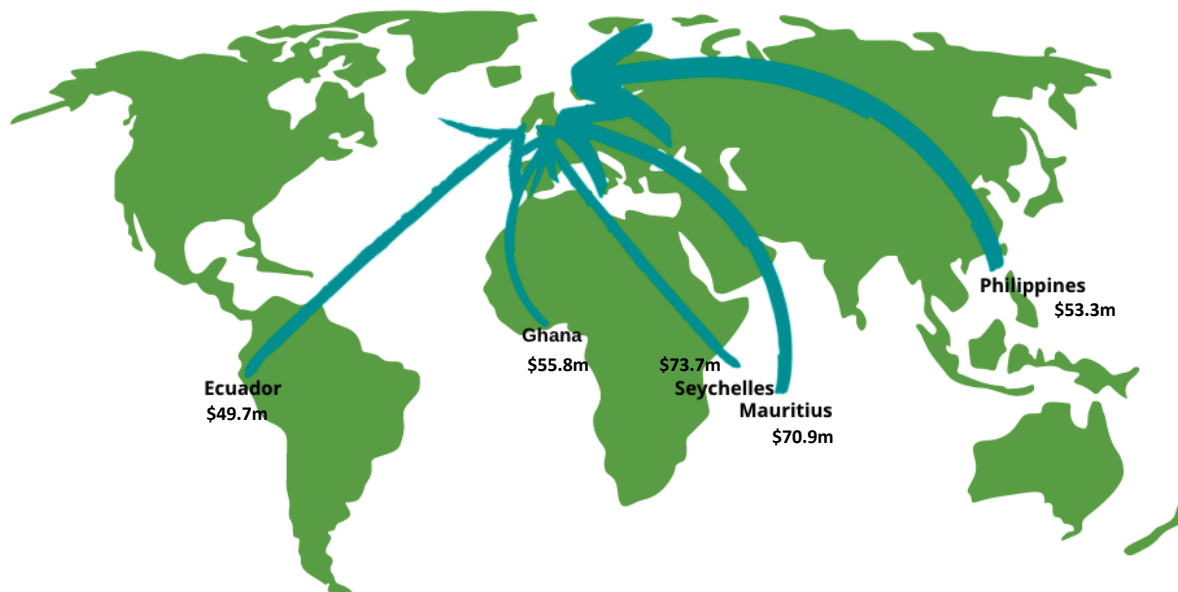 Philippines
$53.3m
Ghana
$55.8m
$73.7m
Seychelles
Ecuador
$49.7m
Mauritius
$70.9m